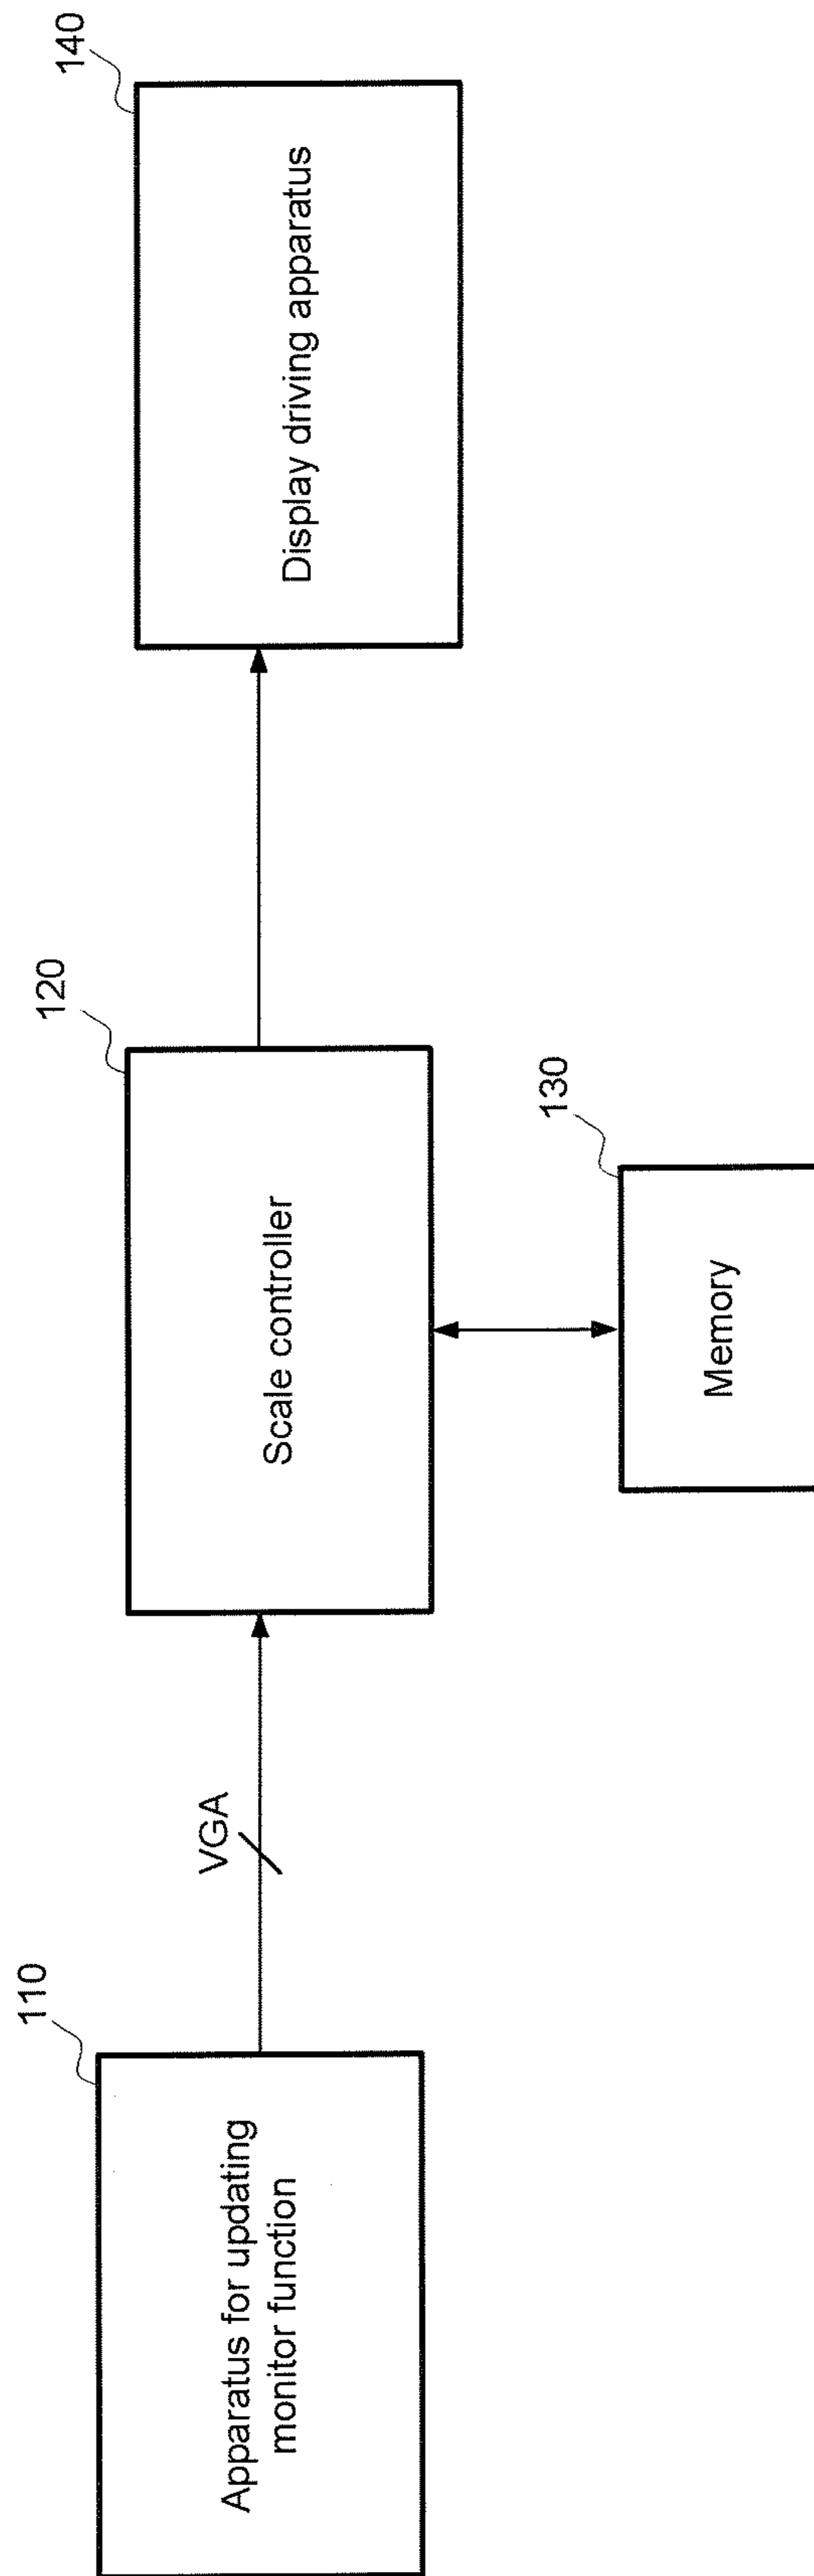 110
Apparatus for updating
monitor function
VGA
120
Scale controller
130
Memory
140
Display driving apparatus